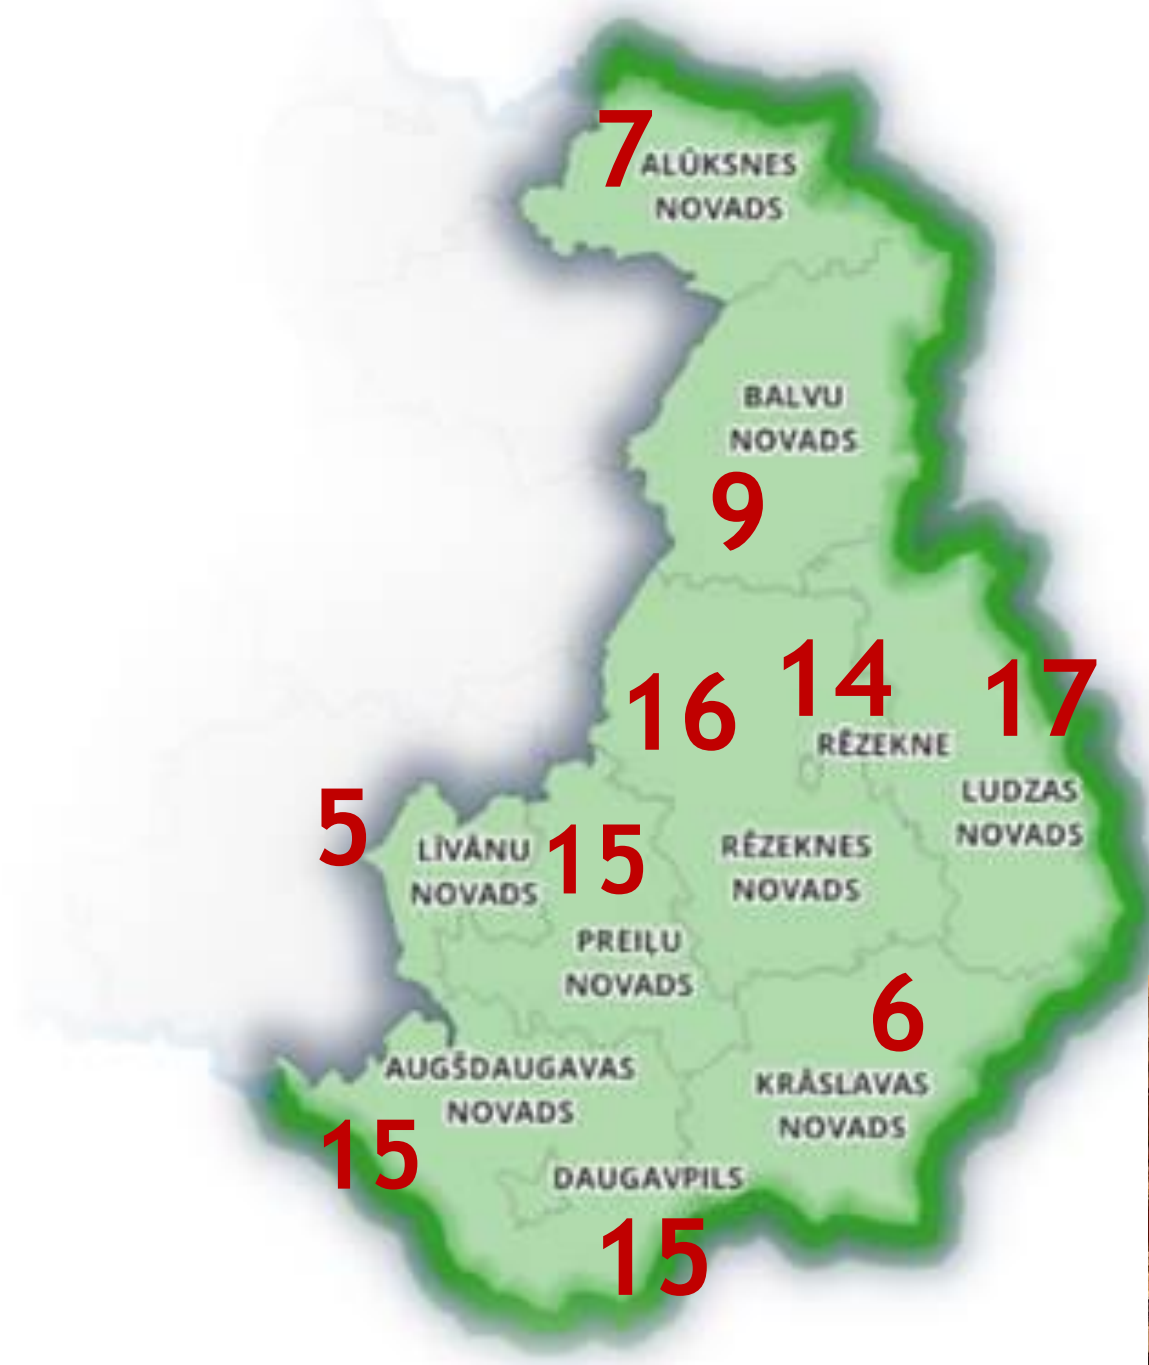 7
ALŪKSNES
NOVADS
BALVU
NOVADS
9
16
14
17
RĒZEKNE
LUDZAS
NOVADS
5
LĪVĀNU
NOVADS
15
RĒZEKNES
NOVADS
PREIĻU
NOVADS
6
AUGŠDAUGAVAS
NOVADS
KRĀSLAVAS
NOVADS
15
DAUGAVPILS
15